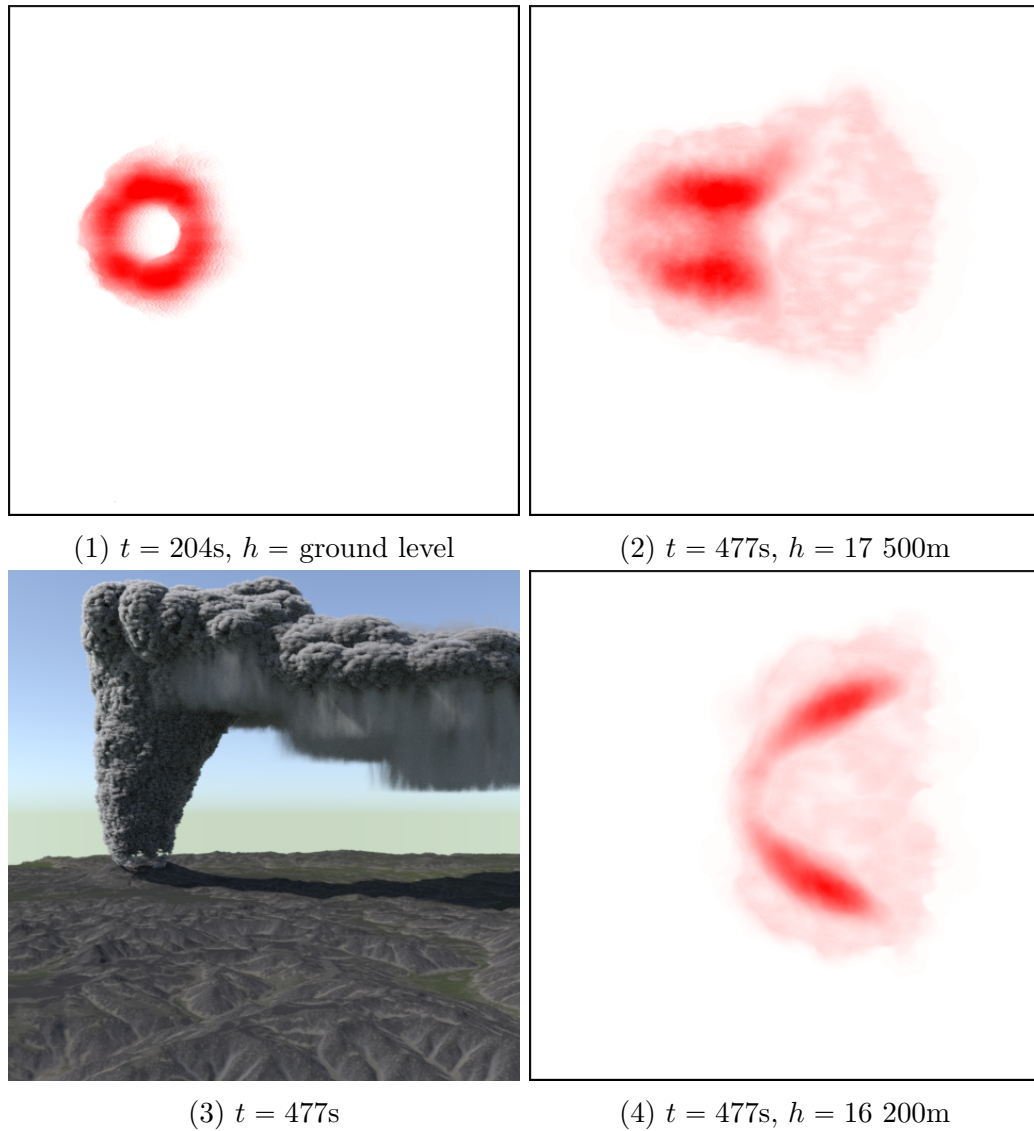 (1) t = 204s, h = ground level
(2) t = 477s, h = 17 500m
(3) t = 477s
(4) t = 477s, h = 16 200m